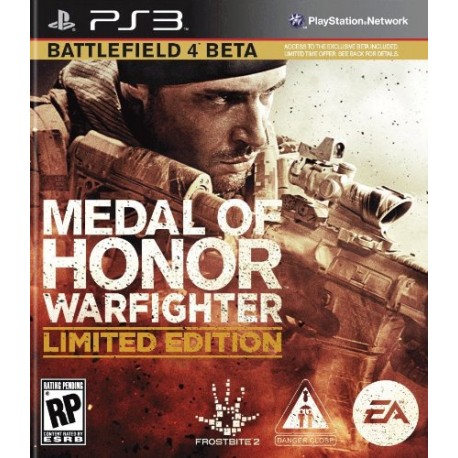 PS3
PlayStation®Network
BATTLEFIELD 4™ BETA
ACCESS TO THE EXCLUSIVE BETA INCLUDED.
LIMITED TIME OFFER. SEE BACK FOR DETAILS.
MEDAL OF
HONOR
WARFIGHTER
LIMITED EDITION
RATING PENDING
RP
CONTENT RATED BY
ESRB
FROSTBITE 2
DANGER CLOSE
EA